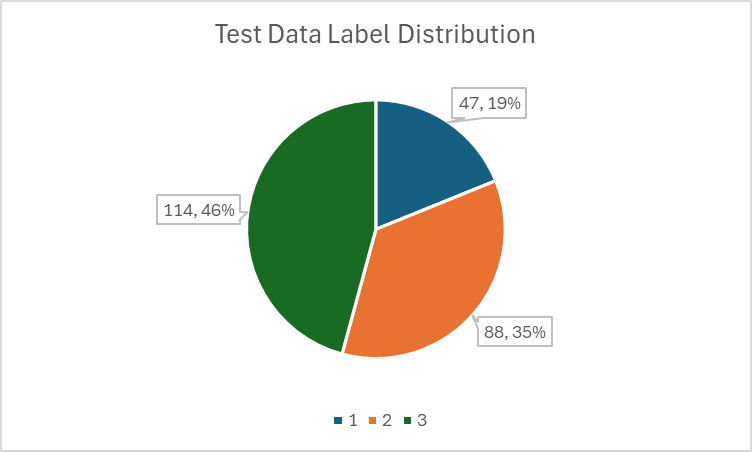 Test Data Label Distribution
47, 19%
114, 46%
88, 35%
1 2 3